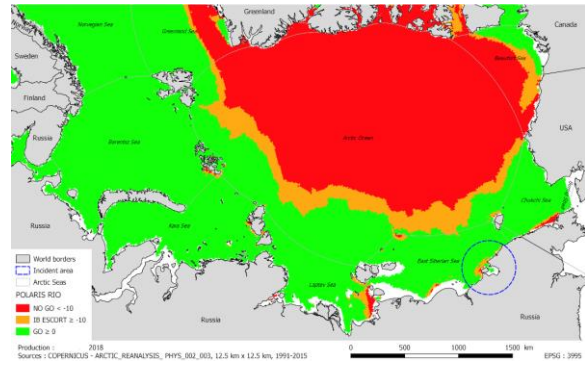 Greenland
Norwegian Sea
Greenland Sea
Canada
Beaufort Sea
Sweden
Finland
Russia
Barents Sea
Arctic Ocean
USA
Chukchi Sea
Russia
Kara Sea
East Siberian Sea
Laptev Sea
Russia
Russia
World borders
Incident area
Arctic Seas
POLARIS RIO
NO GO < -10
IB ESCORT ≥ -10
GO ≥ 0
Production : 2018
Sources : COPERNICUS - ARCTIC_REANALYSIS_ PHYS_002_003, 12.5 km x 12.5 km, 1991-2015
0 500 1000 1500 km
EPSG : 3995